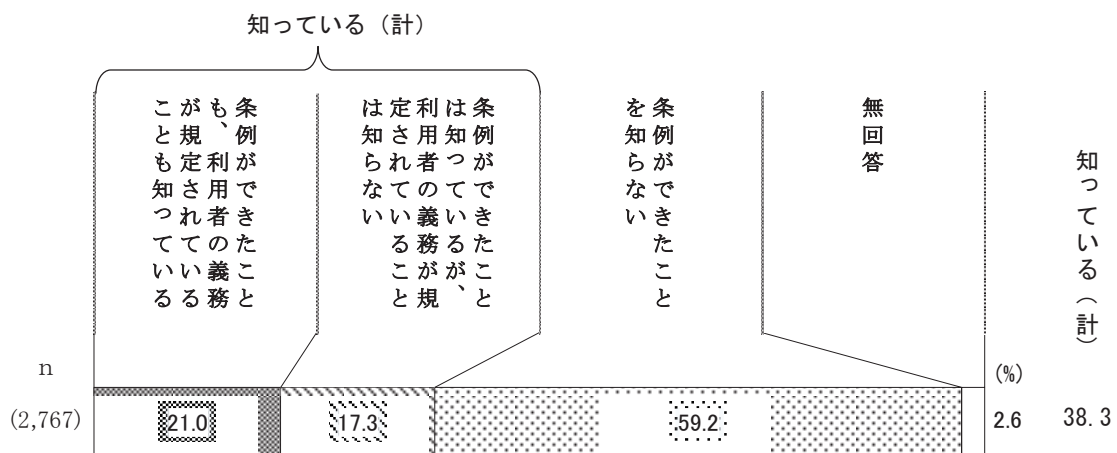 知っている（計）
条例ができたこと
も、利用者の義務
が規定されている
ことも知っている
条例ができたこと
は知っているが、
利用者の義務が規
定されていること
は知らない
条例ができたこと
を知らない
無回答
知っている（計）
n
(%)
(2,767)
21.0
17.3
59.2
2.6
38.3